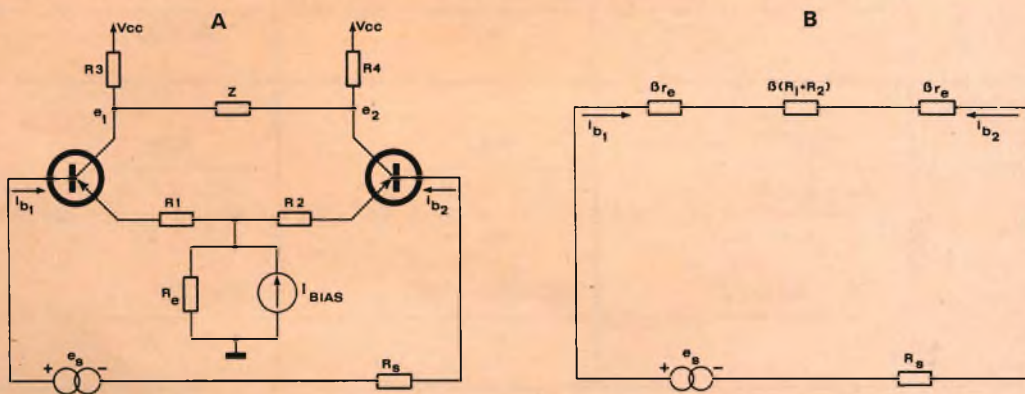 A
Vcc
Vcc
R3
R4
Z
e1
e2
ib1
ib2
R1
R2
Re
IBIAS
+ es -
Rs
B
βre
β(R1+R2)
βre
ib1
ib2
+ es -
Rs